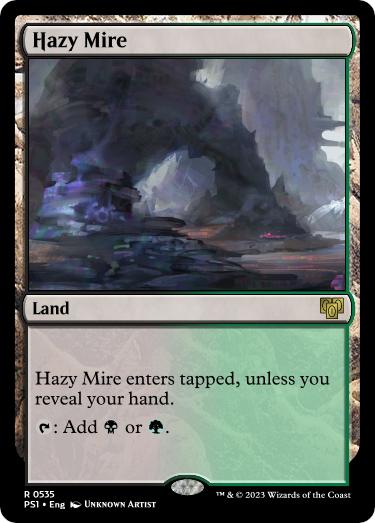 Hazy Mire
Land
Hazy Mire enters tapped, unless you
reveal your hand.
: Add or .
R 0535
PS1 • Eng Unknown Artist
™ & © 2023 Wizards of the Coast